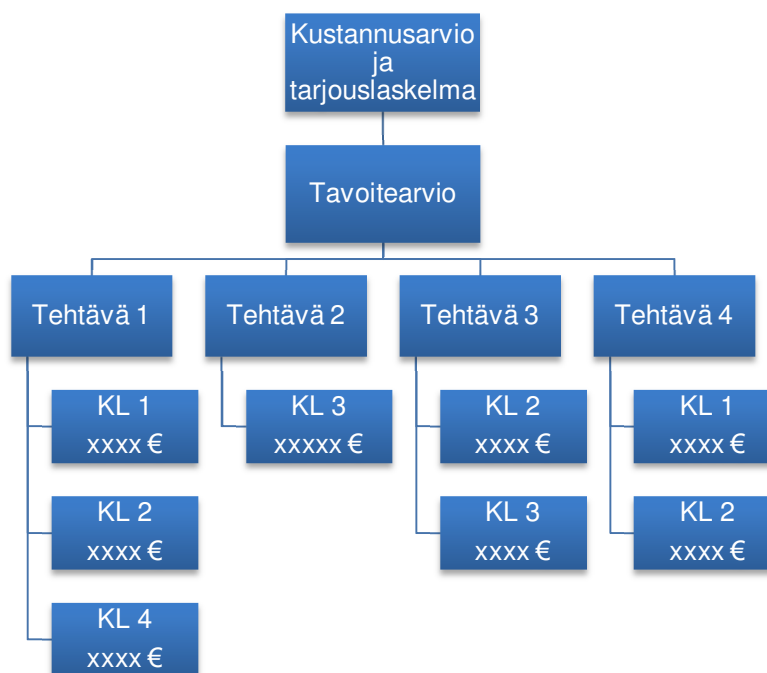 Kustannusarvio
ja
tarjouslaskelma
Tavoitearvio
Tehtävä 1
Tehtävä 2
Tehtävä 3
Tehtävä 4
KL 1
xxxx €
KL 3
xxxxx €
KL 2
xxxx €
KL 1
xxxx €
KL 2
xxxx €
KL 3
xxxx €
KL 2
xxxx €
KL 4
xxxx €